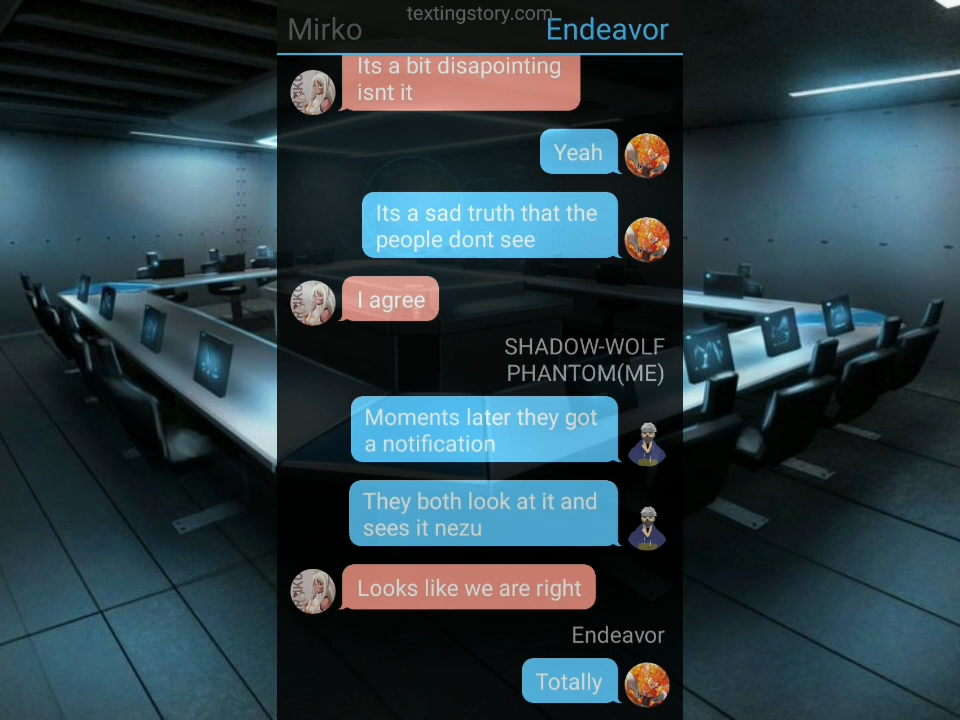 textingstory.com
Mirko
Endeavor
Its a bit disapointing
isnt it
Yeah
Its a sad truth that the
people dont see
I agree
SHADOW-WOLF
PHANTOM(ME)
Moments later they got
a notification
They both look at it and
sees it nezu
Looks like we are right
Endeavor
Totally